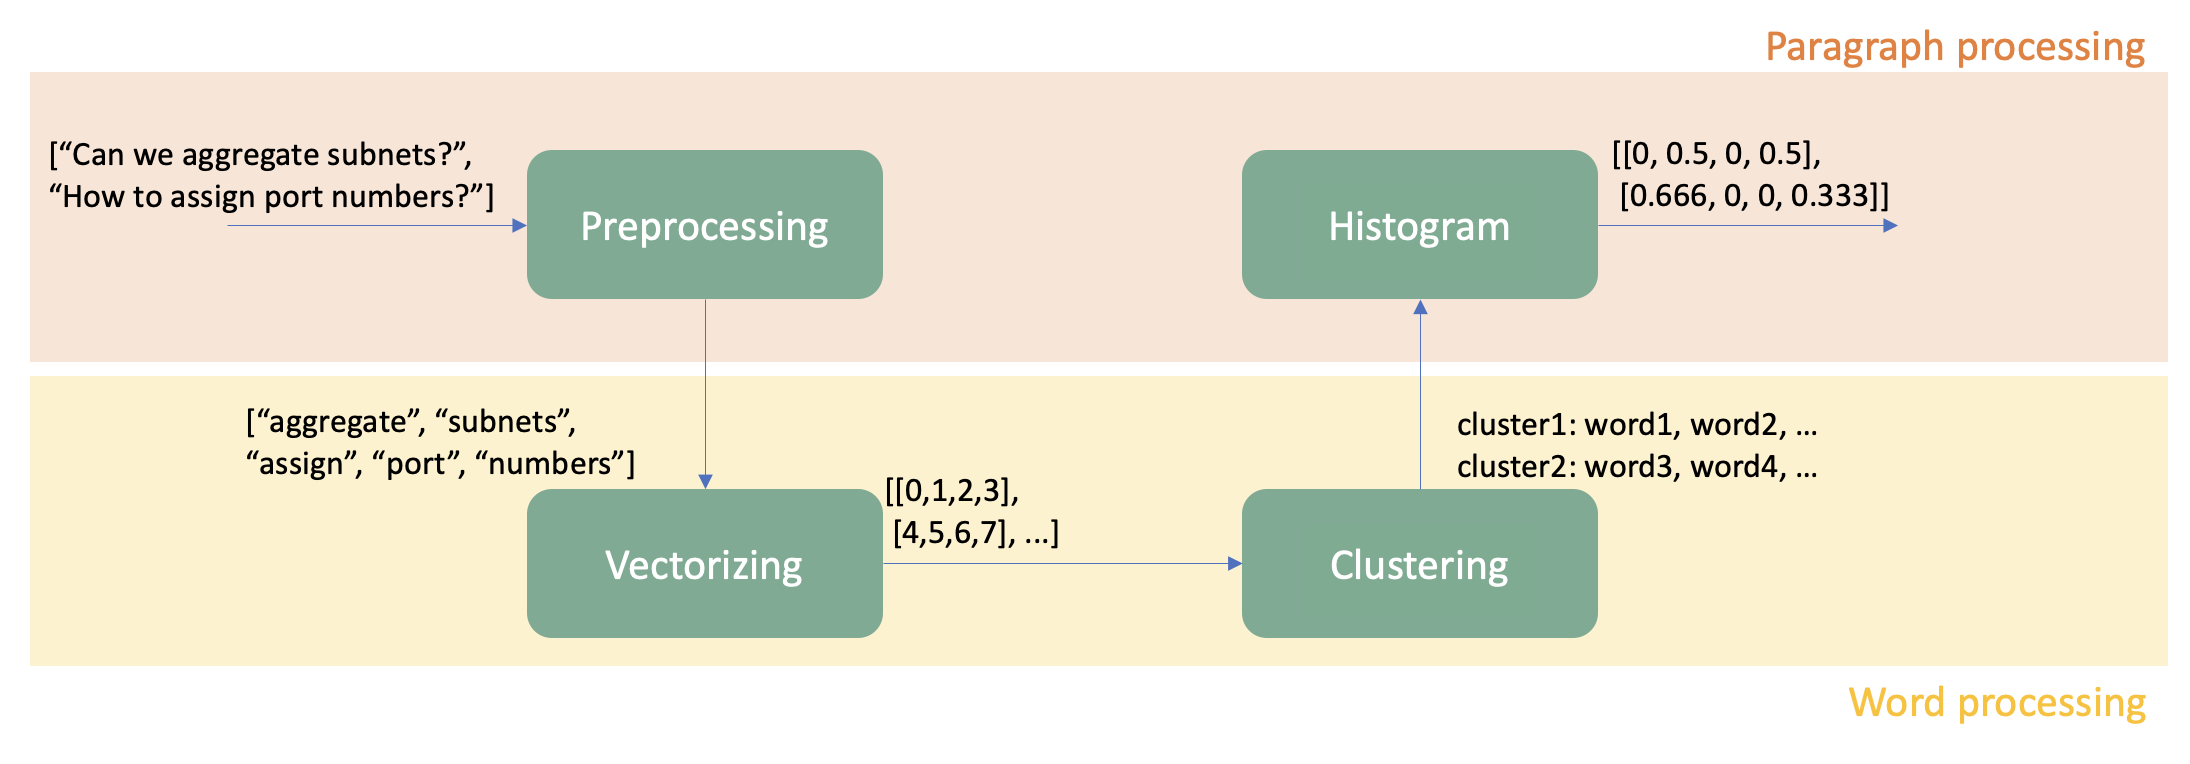 Paragraph processing
[“Can we aggregate subnets?”,
“How to assign port numbers?”]
Preprocessing
Histogram
[[0, 0.5, 0, 0.5],
[0.666, 0, 0, 0.333]]
[“aggregate”, “subnets”,
“assign”, “port”, “numbers”]
Vectorizing
[[0,1,2,3],
[4,5,6,7], ...]
Clustering
cluster1: word1, word2, ...
cluster2: word3, word4, ...
Word processing